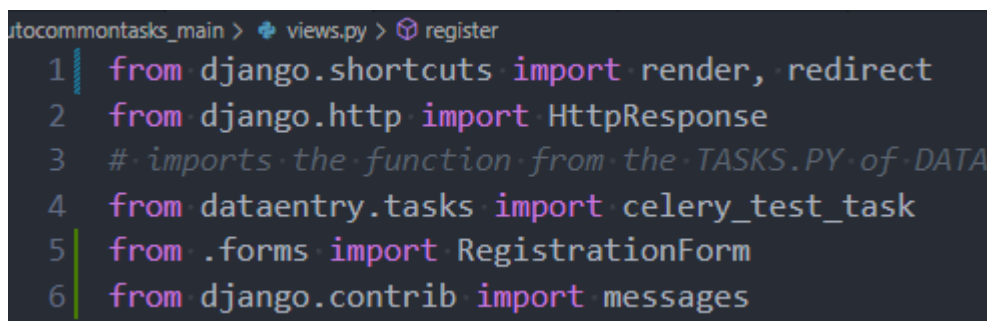 utocommontasks_main > views.py > register
1 from django.shortcuts import render, redirect
2 from django.http import HttpResponse
3 # imports the function from the TASKS.PY of DATA
4 from dataentry.tasks import celery_test_task
5 from .forms import RegistrationForm
6 from django.contrib import messages